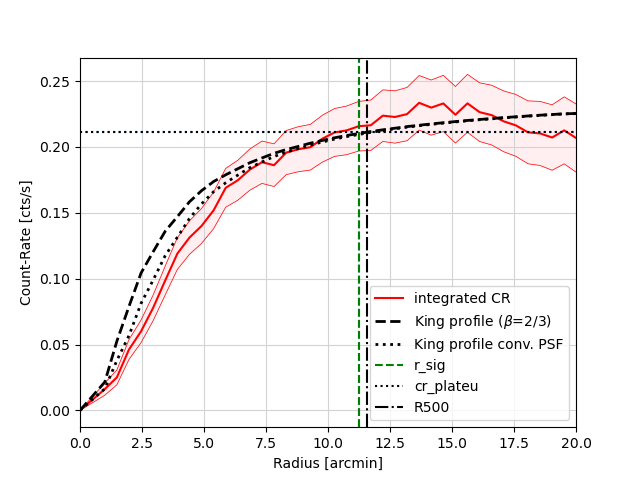 0.25
0.20
0.15
0.10
0.05
0.00
Count-Rate [cts/s]
integrated CR
King profile (β=2/3)
King profile conv. PSF
r_sig
cr_plateu
R500
0.0 2.5 5.0 7.5 10.0 12.5 15.0 17.5 20.0
Radius [arcmin]